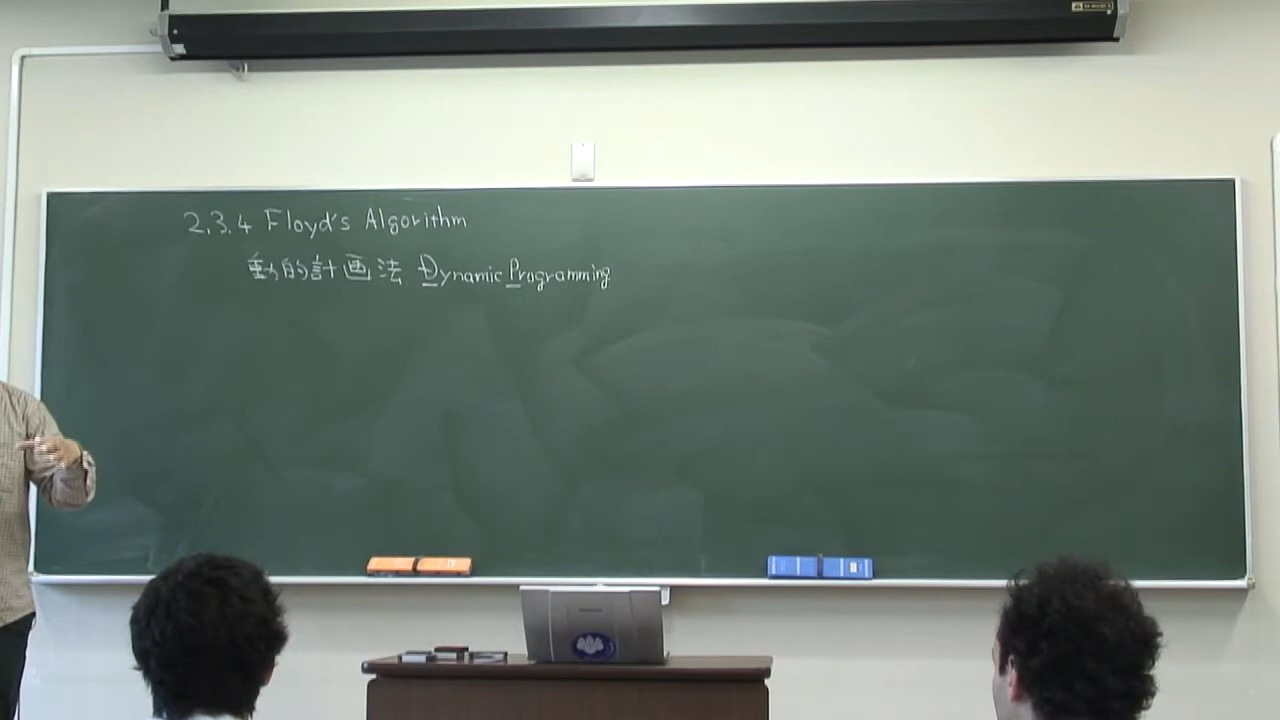 2.3.4 Floyd's Algorithm
動的計画法 Dynamic Programming